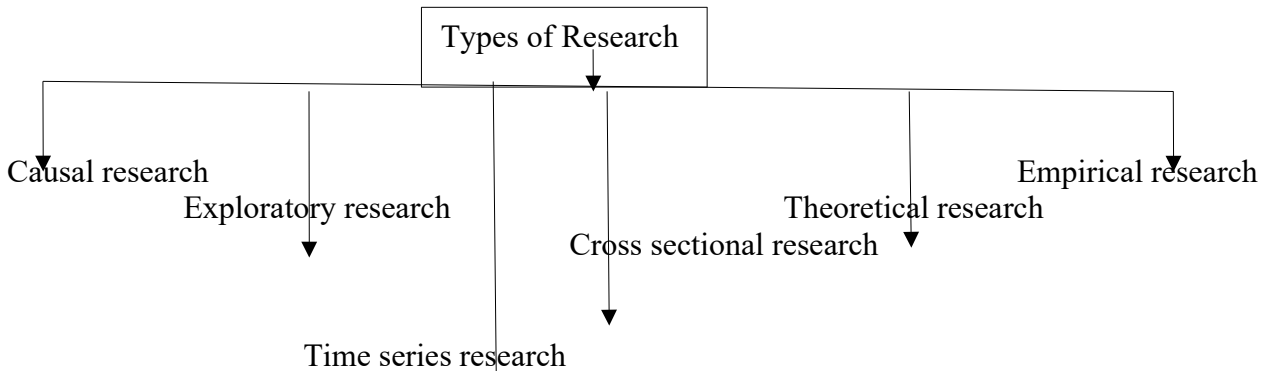 Types of Research
Causal research
Empirical research
Exploratory research
Theoretical research
Cross sectional research
Time series research